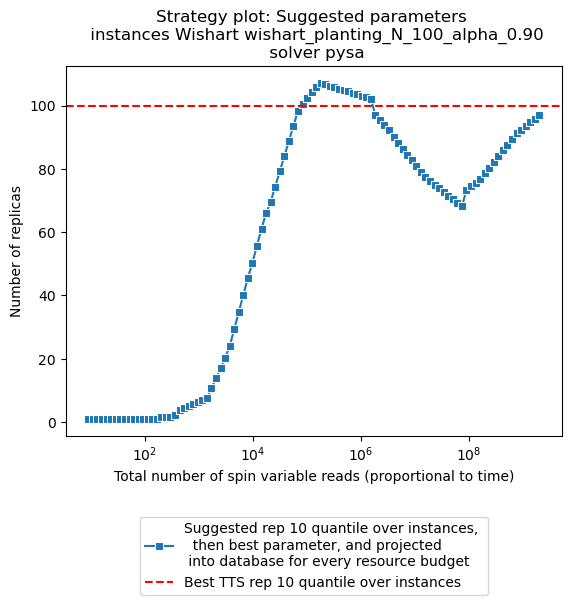 Strategy plot: Suggested parameters
instances Wishart wishart_planting_N_100_alpha_0.90
solver pysa
100
80
60
40
20
0
Number of replicas
10^2
10^4
10^6
10^8
Total number of spin variable reads (proportional to time)
Suggested rep 10 quantile over instances,
then best parameter, and projected
into database for every resource budget
Best TTS rep 10 quantile over instances